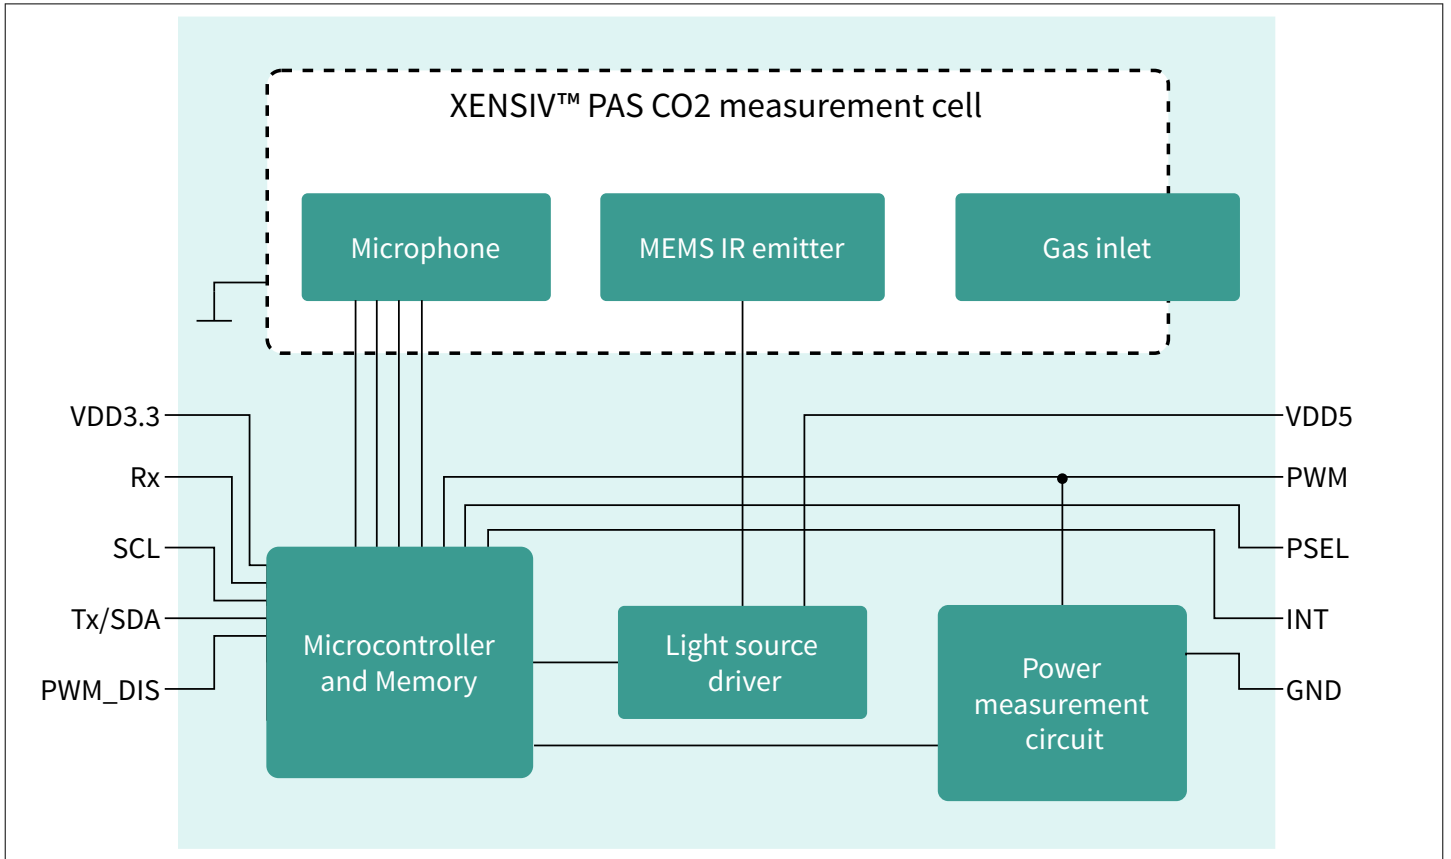 XENSIV™ PAS CO2 measurement cell
Microphone
MEMS IR emitter
Gas inlet
VDD3.3
Rx
SCL
Tx/SDA
PWM_DIS
Microcontroller
and Memory
Light source
driver
Power
measurement
circuit
VDD5
PWM
PSEL
INT
GND